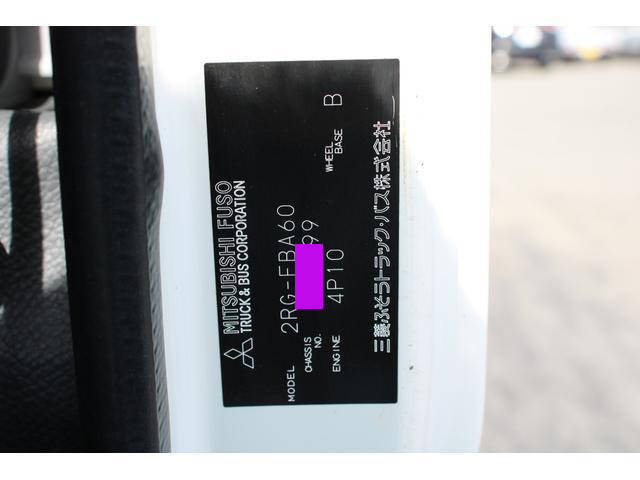 MITSUBISHI FUSO
TRUCK & BUS CORPORATION
MODEL 2RG-FBA60
CHASSIS NO. 99
ENGINE 4P10 WHEEL BASE B
三菱ふそうトラック・バス株式会社